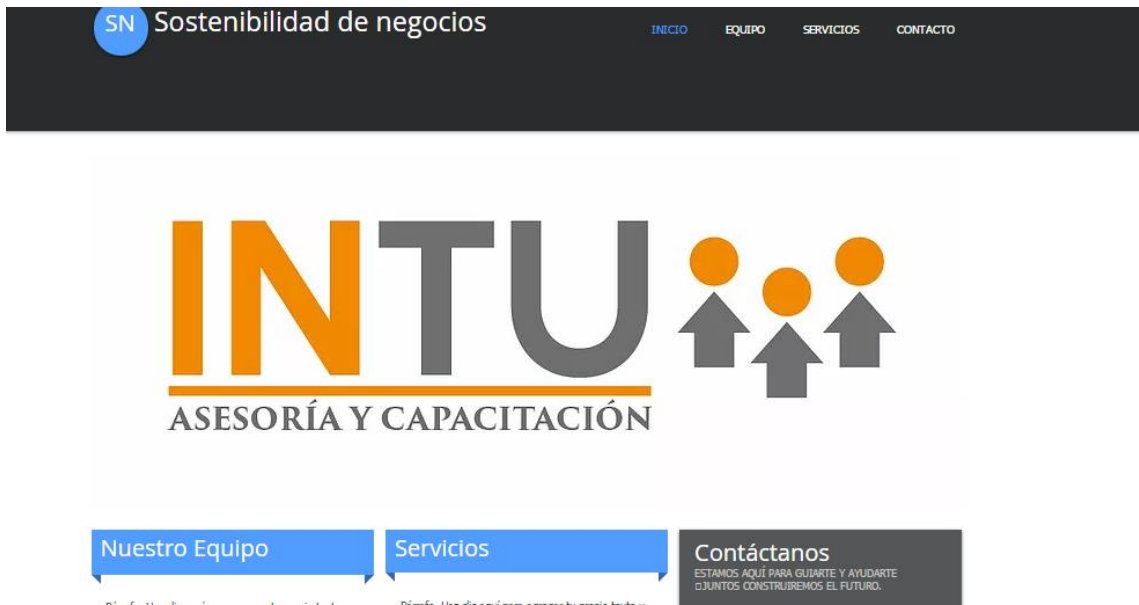 SN
Sostenibilidad de negocios
INICIO EQUIPO SERVICIOS CONTACTO
INTU
ASESORÍA Y CAPACITACIÓN
Nuestro Equipo
Servicios
Contáctanos
ESTAMOS AQUÍ PARA GUIARTE Y AYUDARTE
□JUNTOS CONSTRUIREMOS EL FUTURO.